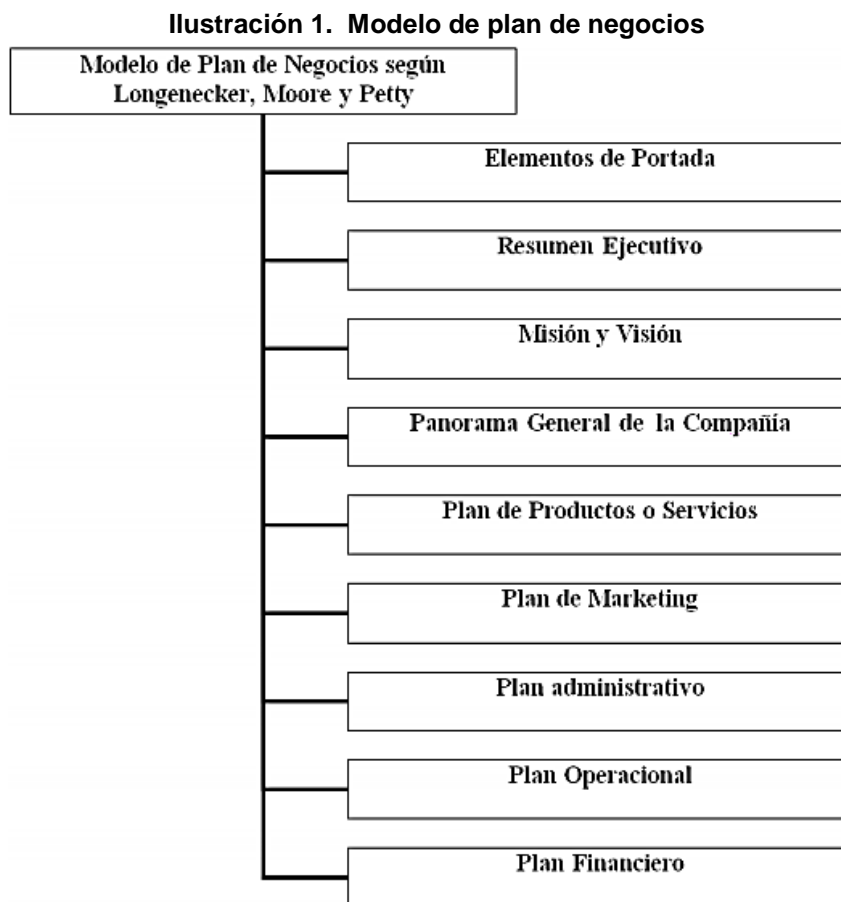 Ilustración 1.  Modelo de plan de negocios
Modelo de Plan de Negocios según
Longenecker, Moore y Petty
Elementos de Portada
Resumen Ejecutivo
Misión y Visión
Panorama General de la Compañía
Plan de Productos o Servicios
Plan de Marketing
Plan administrativo
Plan Operacional
Plan Financiero